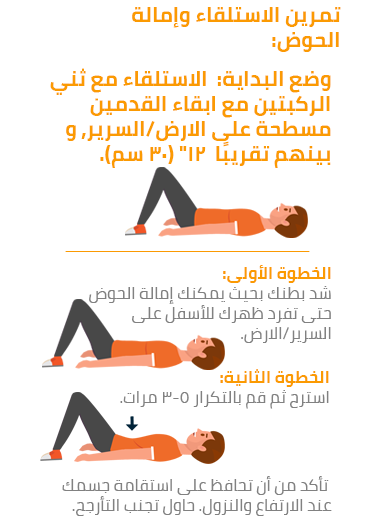 تمرين الاستلقاء وإمالة
الحوض:
وضع البداية: الاستلقاء مع ثني
الركبتين مع ابقاء القدمين
مسطحة على الارض/السرير, و
بينهم تقريبًا ١٢" (٣٠ سم).
الخطوة الأولى:
شد بطنك بحيث يمكنك إمالة الحوض
حتى تفرد ظهرك للأسفل على
السرير/الارض.
الخطوة الثانية:
استرح ثم قم بالتكرار ٥-٣ مرات.
تأكد من أن تحافظ على استقامة جسمك
عند الارتفاع والنزول. حاول تجنب التأرجح.